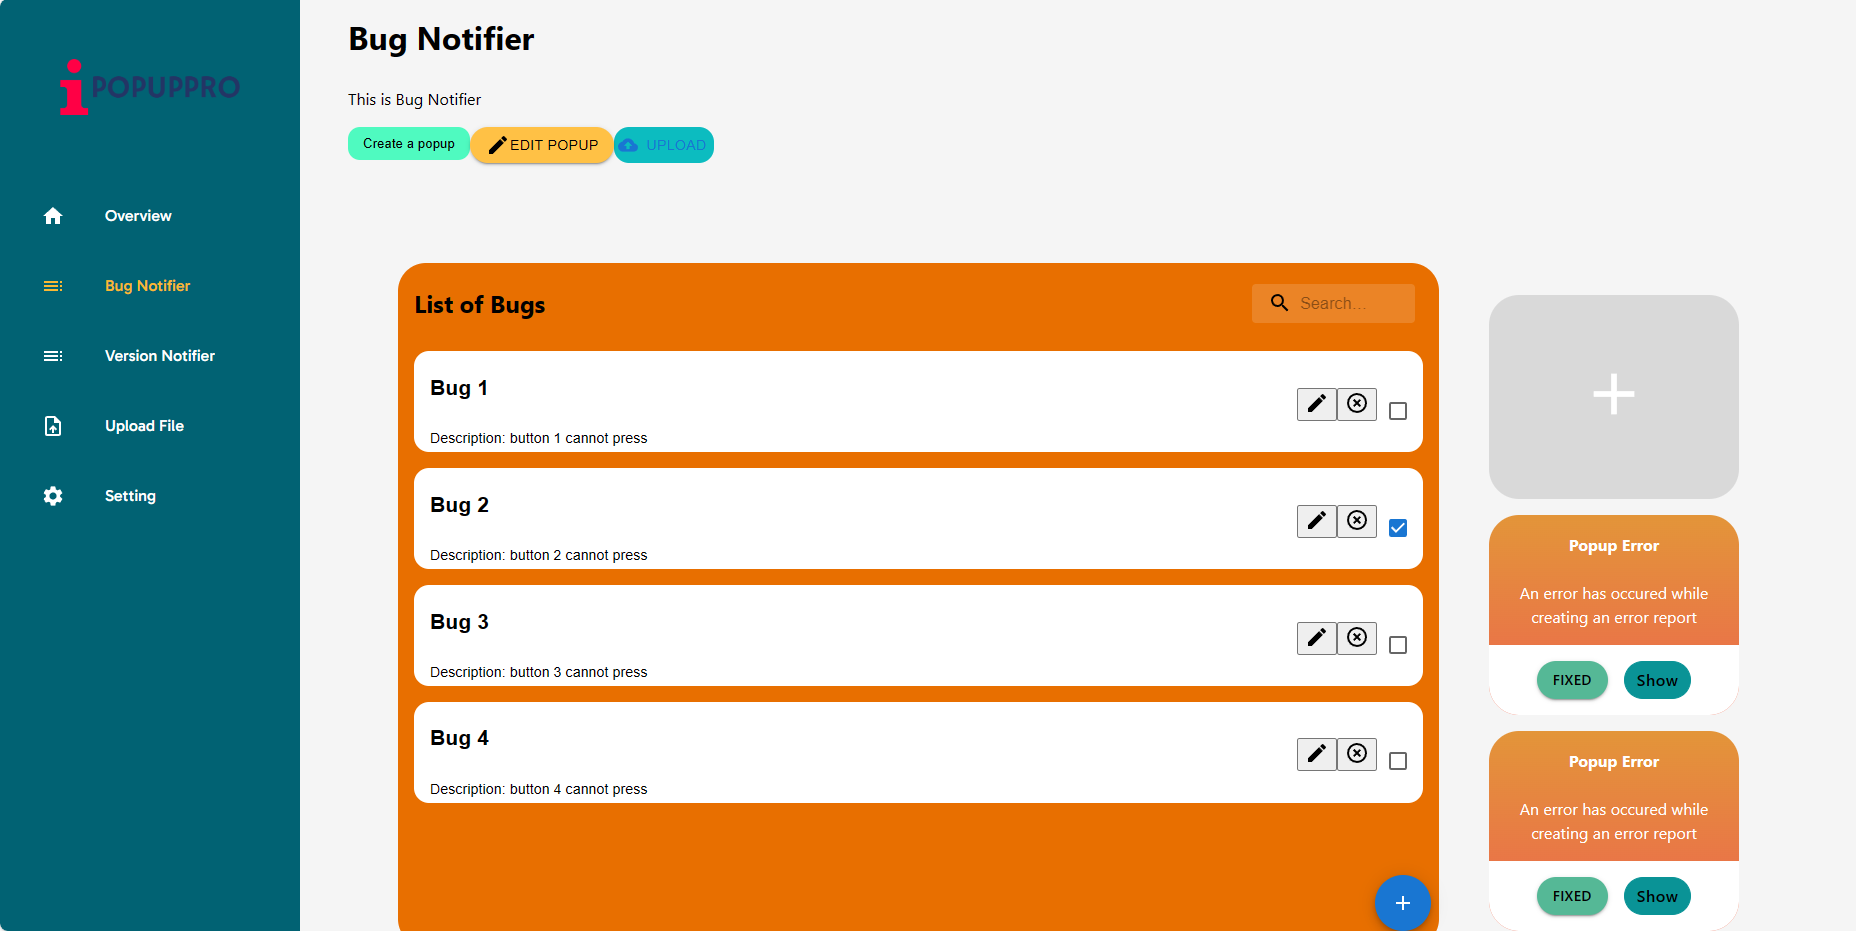 POPUPPRO
Overview
Bug Notifier
Version Notifier
Upload File
Setting
Bug Notifier
This is Bug Notifier
Create a popup
EDIT POPUP
UPLOAD
List of Bugs
Search...
Bug 1
Description: button 1 cannot press
Bug 2
Description: button 2 cannot press
Bug 3
Description: button 3 cannot press
Bug 4
Description: button 4 cannot press
Popup Error
An error has occured while
creating an error report
FIXED
Show
Popup Error
An error has occured while
creating an error report
FIXED
Show